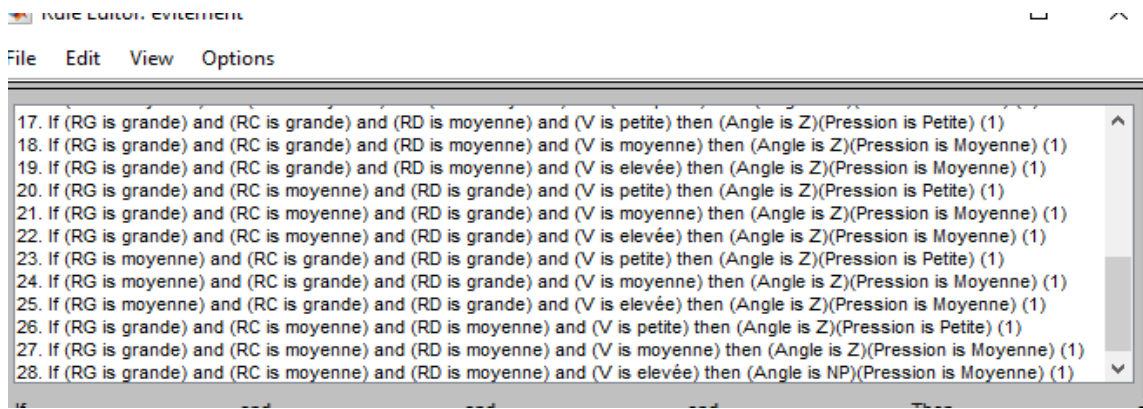 Rule Editor: evitement
File Edit View Options
17. If (RG is grande) and (RC is grande) and (RD is moyenne) and (V is petite) then (Angle is Z)(Pression is Petite) (1)
18. If (RG is grande) and (RC is grande) and (RD is moyenne) and (V is moyenne) then (Angle is Z)(Pression is Moyenne) (1)
19. If (RG is grande) and (RC is grande) and (RD is moyenne) and (V is elevée) then (Angle is Z)(Pression is Moyenne) (1)
20. If (RG is grande) and (RC is moyenne) and (RD is grande) and (V is petite) then (Angle is Z)(Pression is Petite) (1)
21. If (RG is grande) and (RC is moyenne) and (RD is grande) and (V is moyenne) then (Angle is Z)(Pression is Moyenne) (1)
22. If (RG is grande) and (RC is moyenne) and (RD is grande) and (V is elevée) then (Angle is Z)(Pression is Moyenne) (1)
23. If (RG is moyenne) and (RC is grande) and (RD is grande) and (V is petite) then (Angle is Z)(Pression is Petite) (1)
24. If (RG is moyenne) and (RC is grande) and (RD is grande) and (V is moyenne) then (Angle is Z)(Pression is Moyenne) (1)
25. If (RG is moyenne) and (RC is grande) and (RD is grande) and (V is elevée) then (Angle is Z)(Pression is Moyenne) (1)
26. If (RG is grande) and (RC is moyenne) and (RD is moyenne) and (V is petite) then (Angle is Z)(Pression is Petite) (1)
27. If (RG is grande) and (RC is moyenne) and (RD is moyenne) and (V is moyenne) then (Angle is Z)(Pression is Moyenne) (1)
28. If (RG is grande) and (RC is moyenne) and (RD is moyenne) and (V is elevée) then (Angle is NP)(Pression is Moyenne) (1)
If and and and Then